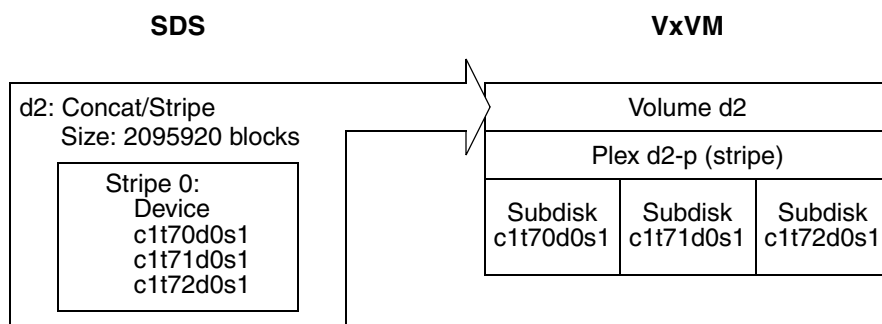 SDS
VxVM
d2: Concat/Stripe
Size: 2095920 blocks
Stripe 0:
Device
c1t70d0s1
c1t71d0s1
c1t72d0s1
Volume d2
Plex d2-p (stripe)
Subdisk
c1t70d0s1
Subdisk
c1t71d0s1
Subdisk
c1t72d0s1